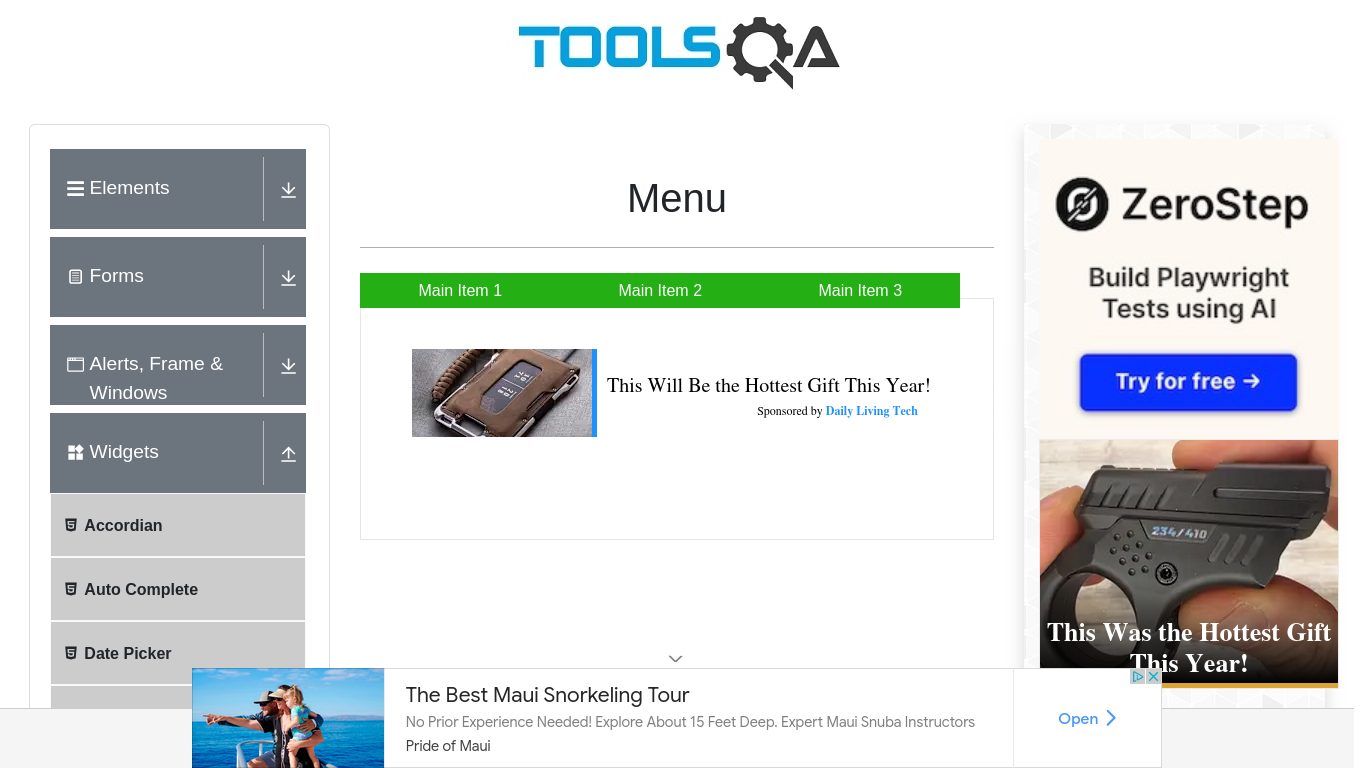 TOOLSQA
Elements
Forms
Alerts, Frame &
Windows
Widgets
Accordian
Auto Complete
Date Picker
Menu
Main Item 1
Main Item 2
Main Item 3
This Will Be the Hottest Gift This Year!
Sponsored by Daily Living Tech
ZeroStep
Build Playwright
Tests using AI
Try for free →
234/410
This Was the Hottest Gift
This Year!
The Best Maui Snorkeling Tour
No Prior Experience Needed! Explore About 15 Feet Deep. Expert Maui Snuba Instructors
Pride of Maui
Open